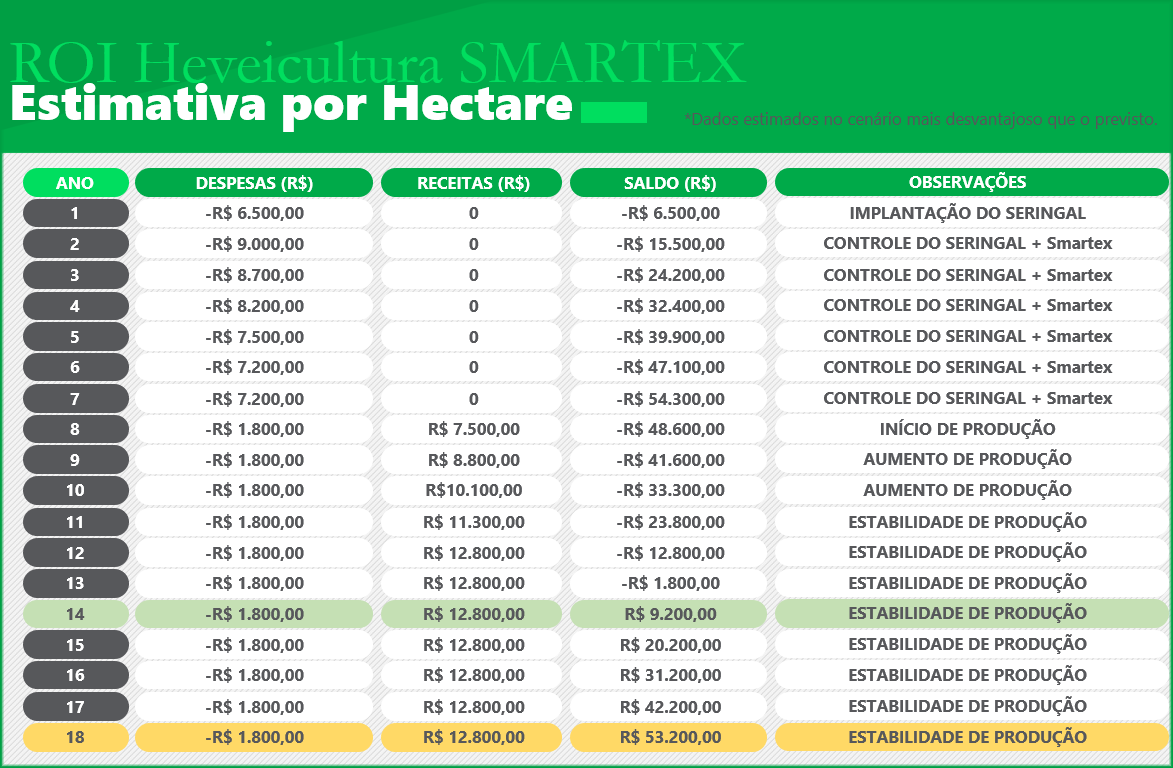 ROI Heveicultura SMARTEX
Estimativa por Hectare
*Dados estimados no cenário mais desvantajoso que o previsto.
ANO DESPESAS (R$) RECEITAS (R$) SALDO (R$) OBSERVAÇÕES
1 -R$ 6.500,00 0 -R$ 6.500,00 IMPLANTAÇÃO DO SERINGAL
2 -R$ 9.000,00 0 -R$ 15.500,00 CONTROLE DO SERINGAL + Smartex
3 -R$ 8.700,00 0 -R$ 24.200,00 CONTROLE DO SERINGAL + Smartex
4 -R$ 8.200,00 0 -R$ 32.400,00 CONTROLE DO SERINGAL + Smartex
5 -R$ 7.500,00 0 -R$ 39.900,00 CONTROLE DO SERINGAL + Smartex
6 -R$ 7.200,00 0 -R$ 47.100,00 CONTROLE DO SERINGAL + Smartex
7 -R$ 7.200,00 0 -R$ 54.300,00 CONTROLE DO SERINGAL + Smartex
8 -R$ 1.800,00 R$ 7.500,00 -R$ 48.600,00 INÍCIO DE PRODUÇÃO
9 -R$ 1.800,00 R$ 8.800,00 -R$ 41.600,00 AUMENTO DE PRODUÇÃO
10 -R$ 1.800,00 R$10.100,00 -R$ 33.300,00 AUMENTO DE PRODUÇÃO
11 -R$ 1.800,00 R$ 11.300,00 -R$ 23.800,00 ESTABILIDADE DE PRODUÇÃO
12 -R$ 1.800,00 R$ 12.800,00 -R$ 12.800,00 ESTABILIDADE DE PRODUÇÃO
13 -R$ 1.800,00 R$ 12.800,00 -R$ 1.800,00 ESTABILIDADE DE PRODUÇÃO
14 -R$ 1.800,00 R$ 12.800,00 R$ 9.200,00 ESTABILIDADE DE PRODUÇÃO
15 -R$ 1.800,00 R$ 12.800,00 R$ 20.200,00 ESTABILIDADE DE PRODUÇÃO
16 -R$ 1.800,00 R$ 12.800,00 R$ 31.200,00 ESTABILIDADE DE PRODUÇÃO
17 -R$ 1.800,00 R$ 12.800,00 R$ 42.200,00 ESTABILIDADE DE PRODUÇÃO
18 -R$ 1.800,00 R$ 12.800,00 R$ 53.200,00 ESTABILIDADE DE PRODUÇÃO